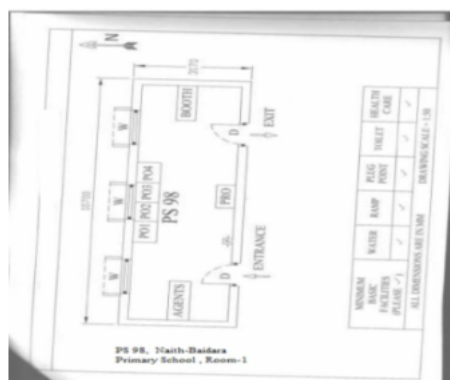 N
2070
W
W
W
BOOTH
PO1 PO2 PO3 PO4
PS 98
AGENTS
PRO
D
D
EXIT
ENTRANCE
MINIMUM BASIC FACILITIES (PLEASE ✓)
WATER
RAMP
PLUG POINT
TOILET
HEALTH CARE
✓ ✓ ✓ ✓ ✓
ALL DIMENSIONS ARE IN MM
DRAWING SCALE = 1:50
PS 98, Naith-Baidara
Primary School , Room-1